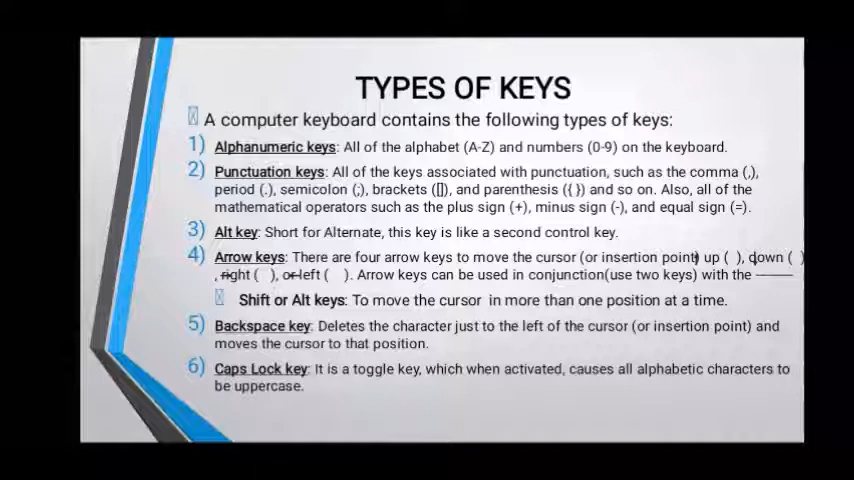 TYPES OF KEYS
A computer keyboard contains the following types of keys:
1) Alphanumeric keys: All of the alphabet (A-Z) and numbers (0-9) on the keyboard.
2) Punctuation keys: All of the keys associated with punctuation, such as the comma (,),
period (.), semicolon (;), brackets ([]), and parenthesis ({ }) and so on. Also, all of the
mathematical operators such as the plus sign (+), minus sign (-), and equal sign (=).
3) Alt key: Short for Alternate, this key is like a second control key.
4) Arrow keys: There are four arrow keys to move the cursor (or insertion point) up ( ), down ( )
, right ( ), or left ( ). Arrow keys can be used in conjunction(use two keys) with the
Shift or Alt keys: To move the cursor in more than one position at a time.
5) Backspace key: Deletes the character just to the left of the cursor (or insertion point) and
moves the cursor to that position.
6) Caps Lock key: It is a toggle key, which when activated, causes all alphabetic characters to
be uppercase.